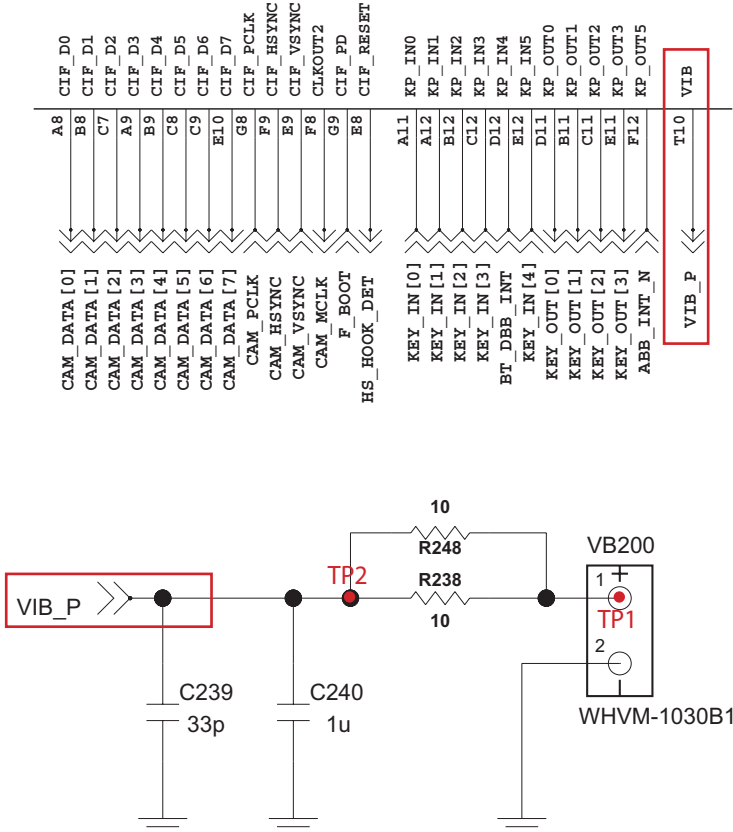 CIF_D0
CIF_D1
CIF_D2
CIF_D3
CIF_D4
CIF_D5
CIF_D6
CIF_D7
CIF_PCLK
CIF_HSYNC
CIF_VSYNC
CLKOUT2
CIF_PD
CIF_RESET
KP_IN0
KP_IN1
KP_IN2
KP_IN3
KP_IN4
KP_IN5
KP_OUT0
KP_OUT1
KP_OUT2
KP_OUT3
KP_OUT5
VIB
A8
B8
C7
A9
B9
C8
C9
E10
G8
F9
E9
F8
G9
E8
A11
A12
B12
C12
D12
E12
D11
B11
C11
E11
F12
T10
CAM_DATA[0]
CAM_DATA[1]
CAM_DATA[2]
CAM_DATA[3]
CAM_DATA[4]
CAM_DATA[5]
CAM_DATA[6]
CAM_DATA[7]
CAM_PCLK
CAM_HSYNC
CAM_VSYNC
CAM_MCLK
F_BOOT
HS_HOOK_DET
KEY_IN[0]
KEY_IN[1]
KEY_IN[2]
KEY_IN[3]
BT_DBB_INT
KEY_IN[4]
KEY_OUT[0]
KEY_OUT[1]
KEY_OUT[2]
KEY_OUT[3]
ABB_INT_N
VIB_P
10
R248
VB200
TP2
R238
1
+
VIB_P
10
TP1
2
C239
33p
C240
1u
WHVM-1030B1